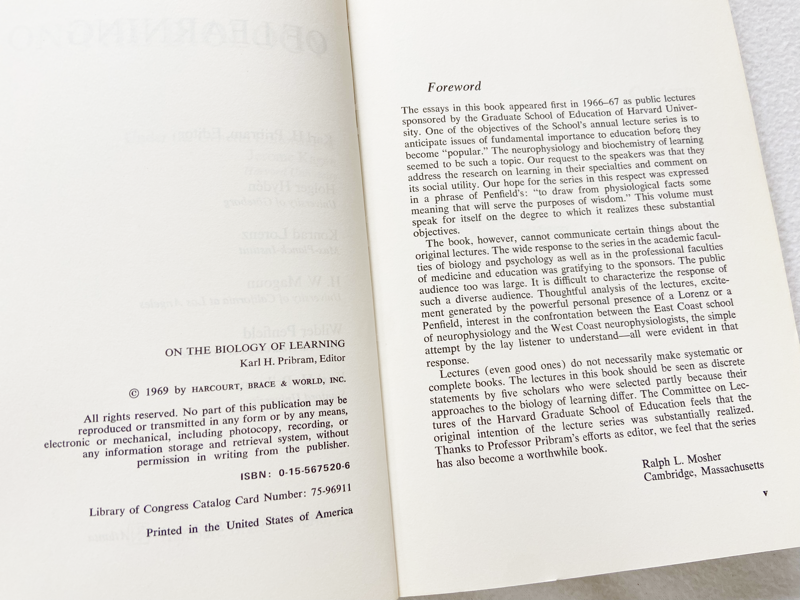 ON THE BIOLOGY OF LEARNING
Karl H. Pribram, Editor
© 1969 by HARCOURT, BRACE & WORLD, INC.
All rights reserved. No part of this publication may be
reproduced or transmitted in any form or by any means,
electronic or mechanical, including photocopy, recording, or
any information storage and retrieval system, without
permission in writing from the publisher.
ISBN: 0-15-567520-6
Library of Congress Catalog Card Number: 75-96911
Printed in the United States of America
Foreword
The essays in this book appeared first in 1966–67 as public lectures
sponsored by the Graduate School of Education of Harvard Univer-
sity. One of the objectives of the School's annual lecture series is to
anticipate issues of fundamental importance to education before they
become "popular." The neurophysiology and biochemistry of learning
seemed to be such a topic. Our request to the speakers was that they
address the research on learning in their specialties and comment on
its social utility. Our hope for the series in this respect was expressed
in a phrase of Penfield's: "to draw from physiological facts some
meaning that will serve the purposes of wisdom." This volume must
speak for itself on the degree to which it realizes these substantial
objectives.
The book, however, cannot communicate certain things about the
original lectures. The wide response to the series in the academic facul-
ties of biology and psychology as well as in the professional faculties
of medicine and education was gratifying to the sponsors. The public
audience too was large. It is difficult to characterize the response of
such a diverse audience. Thoughtful analysis of the lectures, excite-
ment generated by the powerful personal presence of a Lorenz or a
Penfield, interest in the confrontation between the East Coast school
of neurophysiology and the West Coast neurophysiologists, the simple
attempt by the lay listener to understand—all were evident in that
response.
Lectures (even good ones) do not necessarily make systematic or
complete books. The lectures in this book should be seen as discrete
statements by five scholars who were selected partly because their
approaches to the biology of learning differ. The Committee on Lec-
tures of the Harvard Graduate School of Education feels that the
original intention of the lecture series was substantially realized.
Thanks to Professor Pribram's efforts as editor, we feel that the series
has also become a worthwhile book.
Ralph L. Mosher
Cambridge, Massachusetts
v